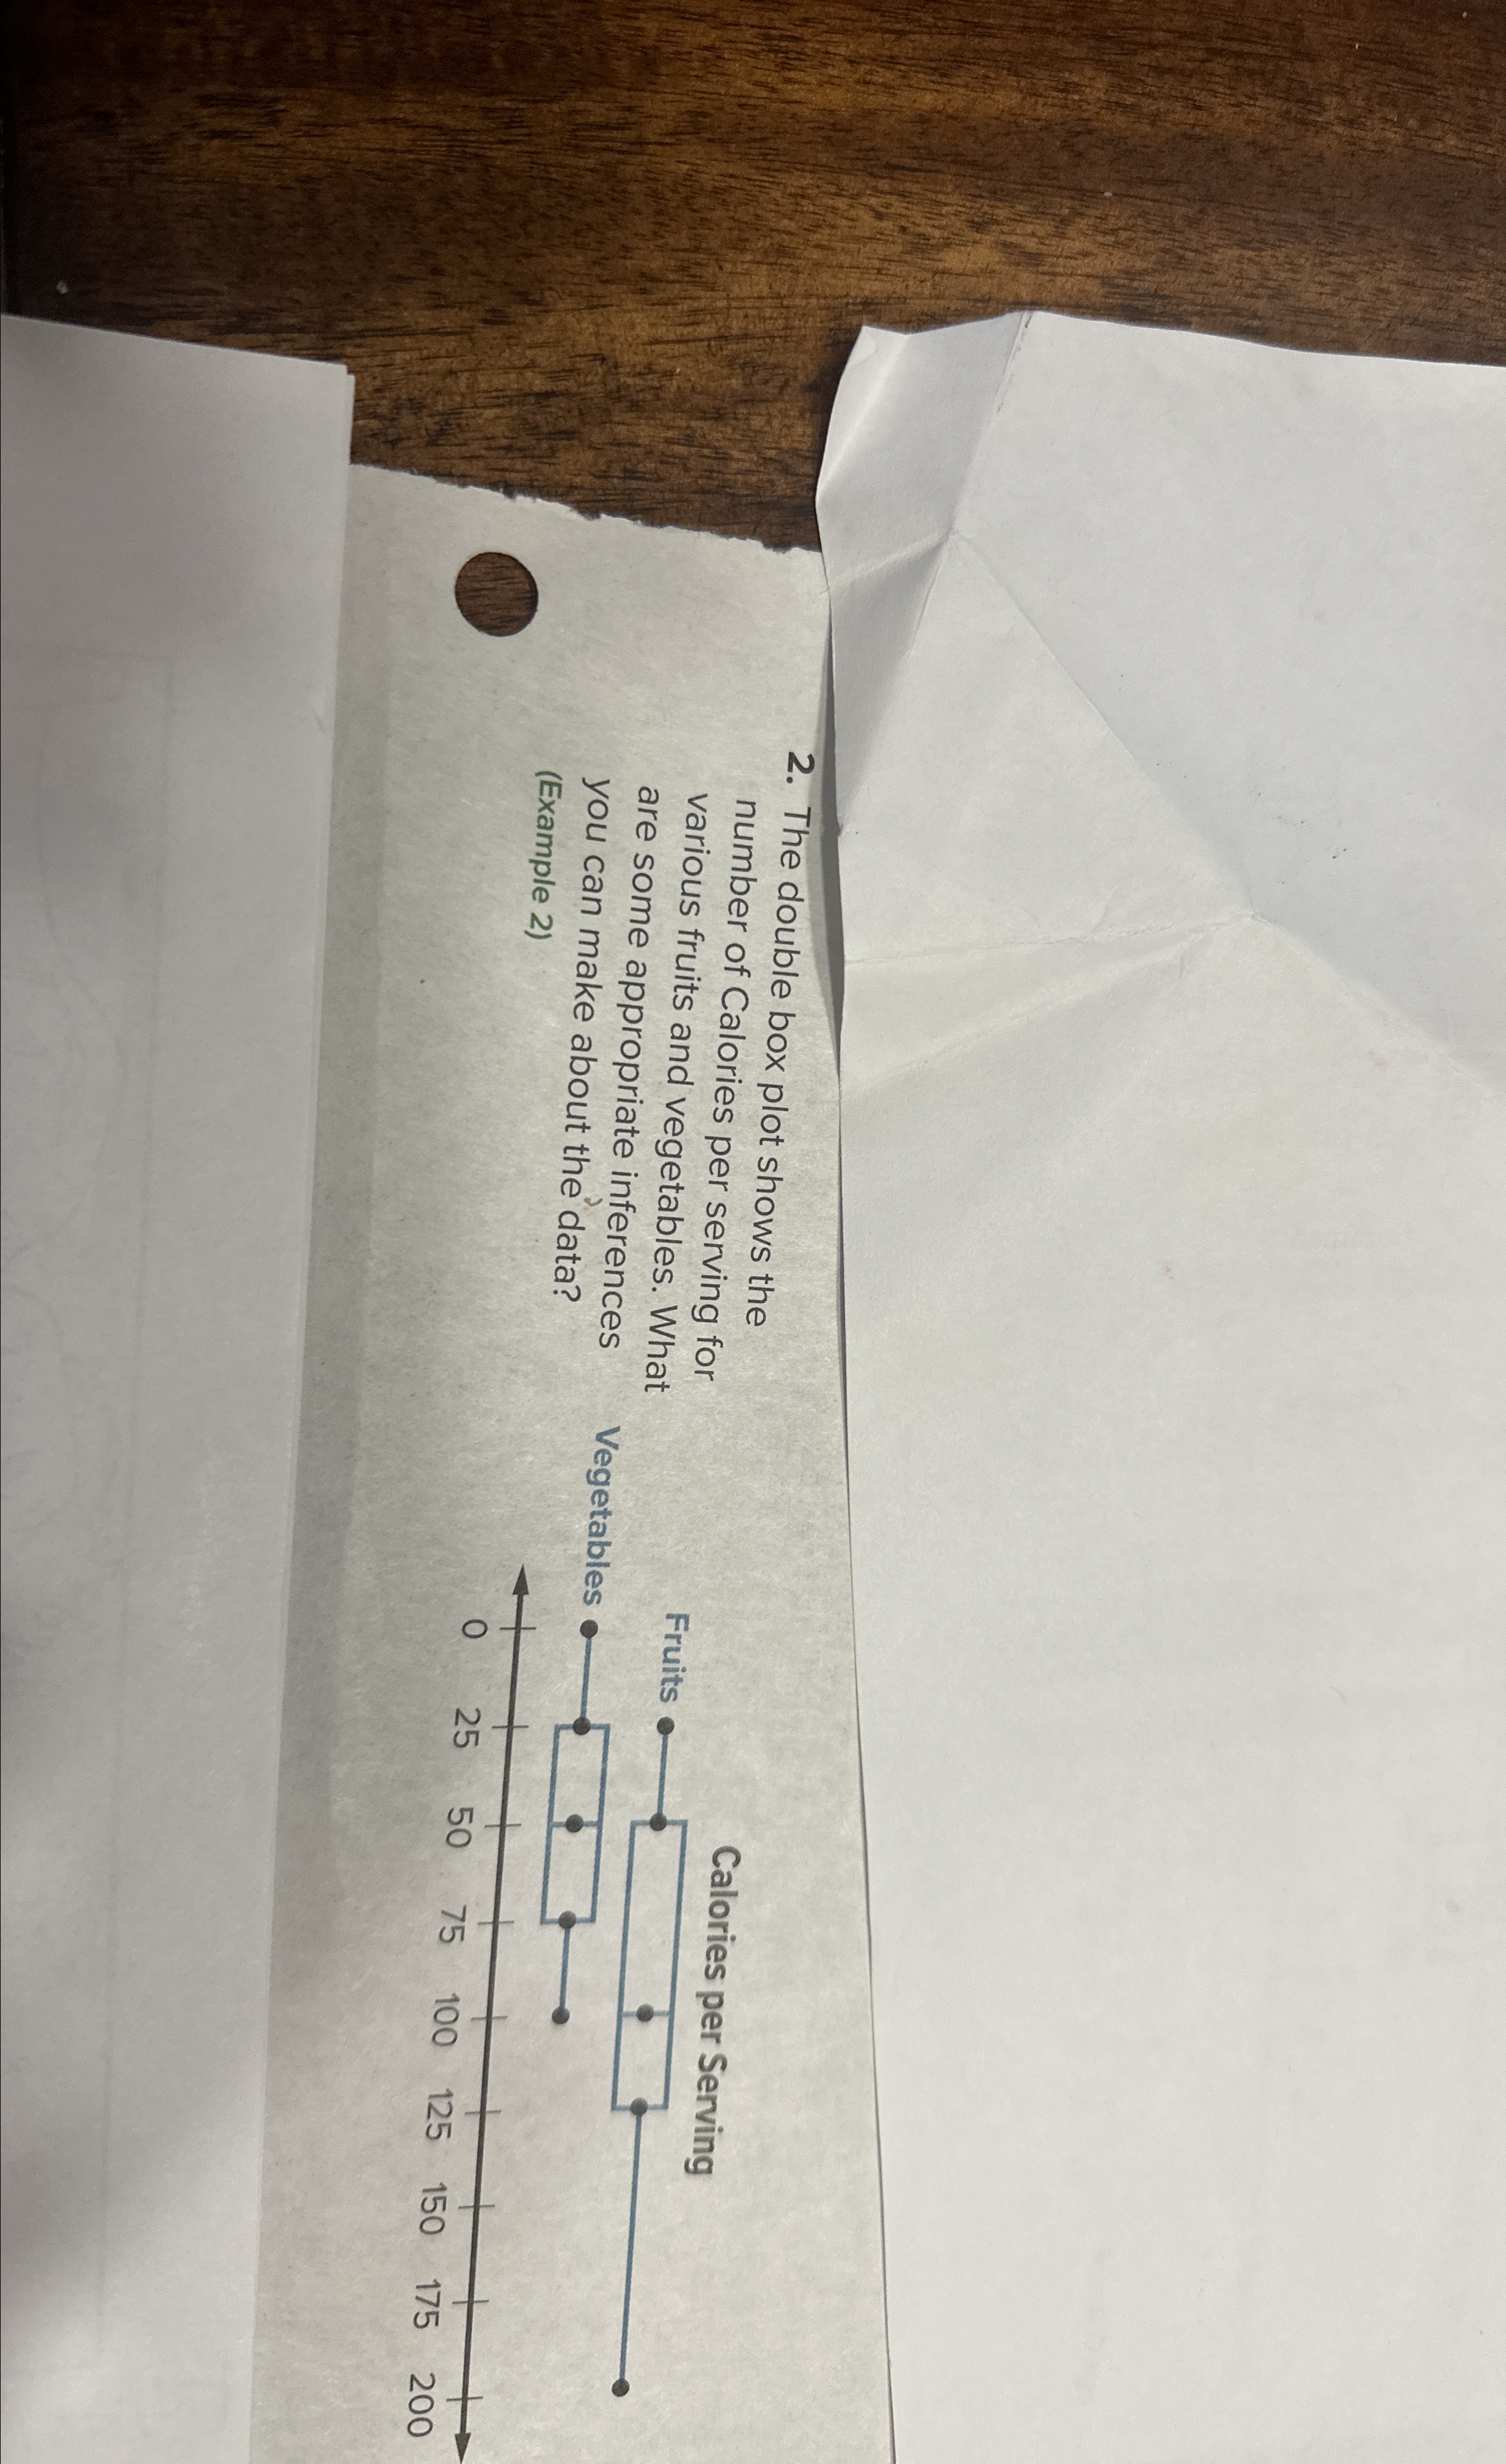 2. The double box plot shows the
number of Calories per serving for
various fruits and vegetables. What
are some appropriate inferences
you can make about the data?
(Example 2)
Calories per Serving
Fruits
Vegetables
0 25 50 75 100 125 150 175 200